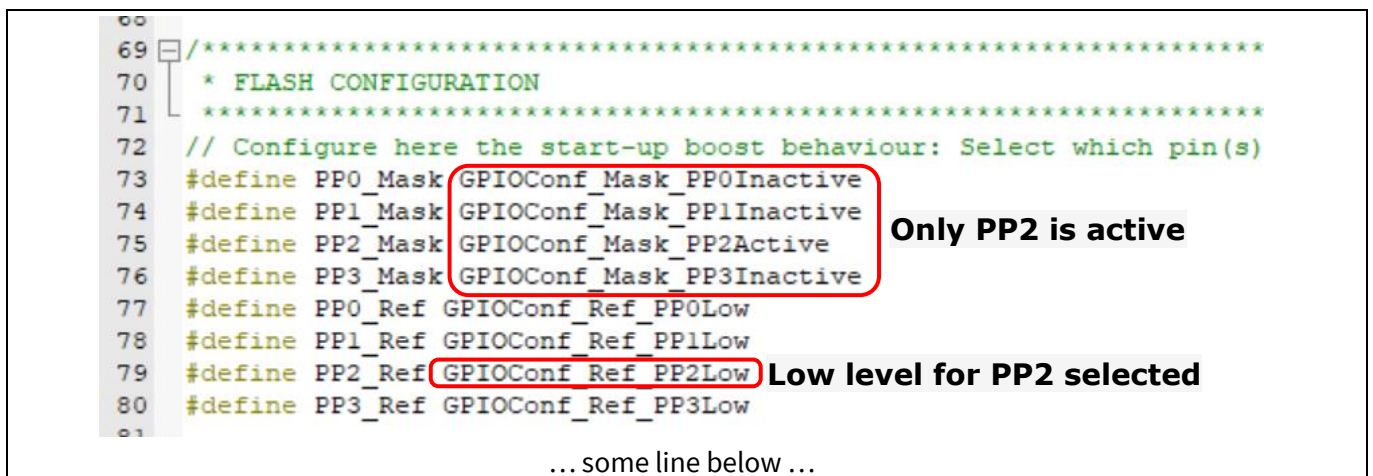 69 /******************************************************************
70 * FLASH CONFIGURATION
71 ******************************************************************
72 // Configure here the start-up boost behaviour: Select which pin(s)
73 #define PP0_Mask GPIOConf_Mask_PP0Inactive
74 #define PP1_Mask GPIOConf_Mask_PP1Inactive
75 #define PP2_Mask GPIOConf_Mask_PP2Active
76 #define PP3_Mask GPIOConf_Mask_PP3Inactive
Only PP2 is active
77 #define PP0_Ref GPIOConf_Ref_PP0Low
78 #define PP1_Ref GPIOConf_Ref_PP1Low
79 #define PP2_Ref GPIOConf_Ref_PP2Low Low level for PP2 selected
80 #define PP3_Ref GPIOConf_Ref_PP3Low
… some line below …